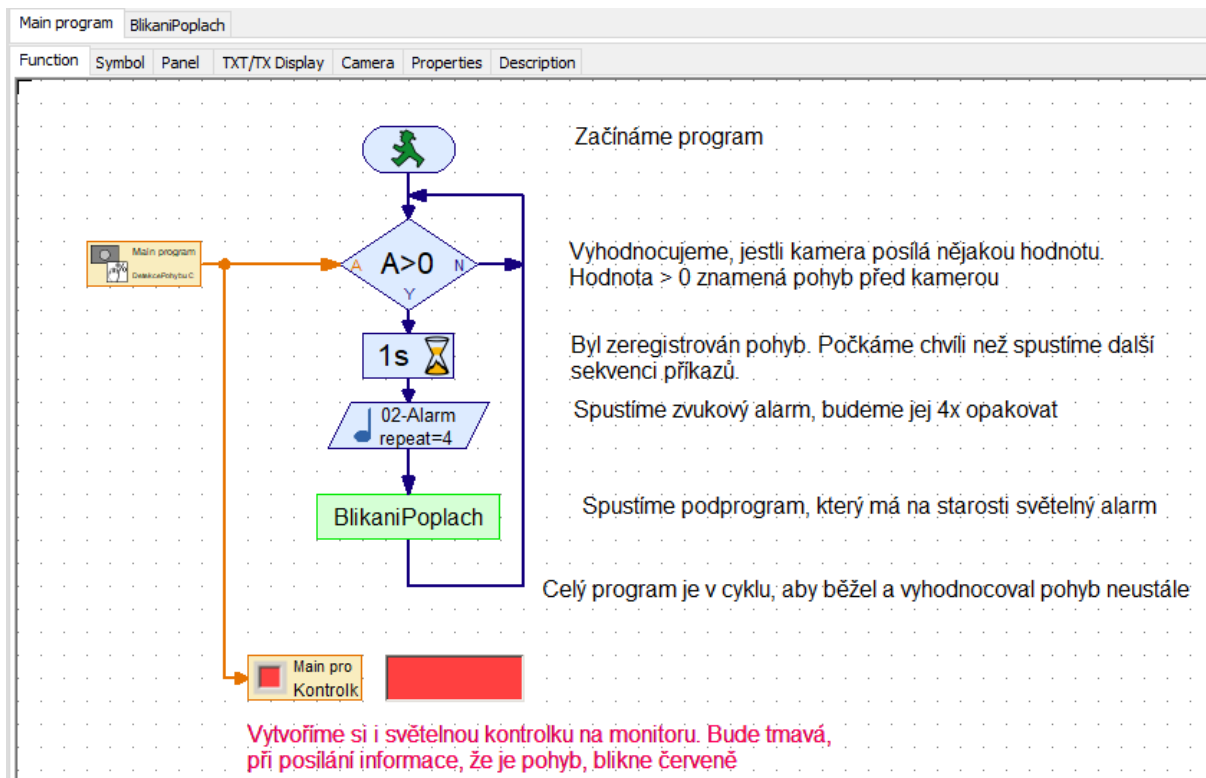 Main program BlikaniPoplach
Function Symbol Panel TXT/TX Display Camera Properties Description
Začínáme program
Main program
DetekcePohybu C
A A>0 N
Y
Vyhodnocujeme, jestli kamera posílá nějakou hodnotu.
Hodnota > 0 znamená pohyb před kamerou
1s
Byl zeregistrován pohyb. Počkáme chvíli než spustíme další
sekvenci příkazů.
02-Alarm
repeat=4
Spustíme zvukový alarm, budeme jej 4x opakovat
BlikaniPoplach
Spustíme podprogram, který má na starosti světelný alarm
Celý program je v cyklu, aby běžel a vyhodnocoval pohyb neustále
Main pro
Kontrolk
Vytvoříme si i světelnou kontrolku na monitoru. Bude tmavá,
při posílání informace, že je pohyb, blikne červeně